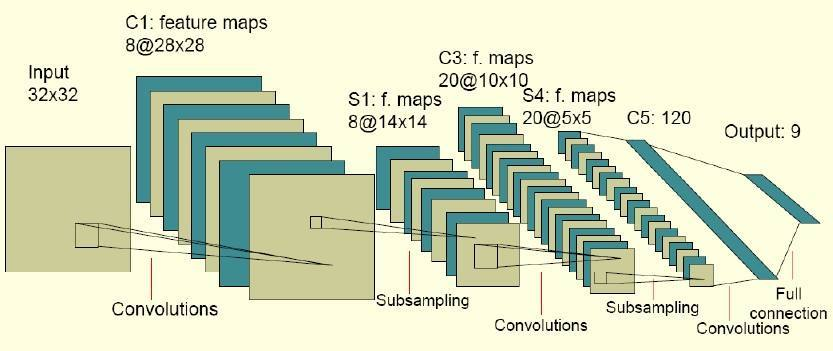 C1: feature maps
8@28x28
Input
32x32
S1: f. maps
8@14x14
C3: f. maps
20@10x10
S4: f. maps
20@5x5
C5: 120
Output: 9
Convolutions
Subsampling
Convolutions
Subsampling
Convolutions
Full
connection